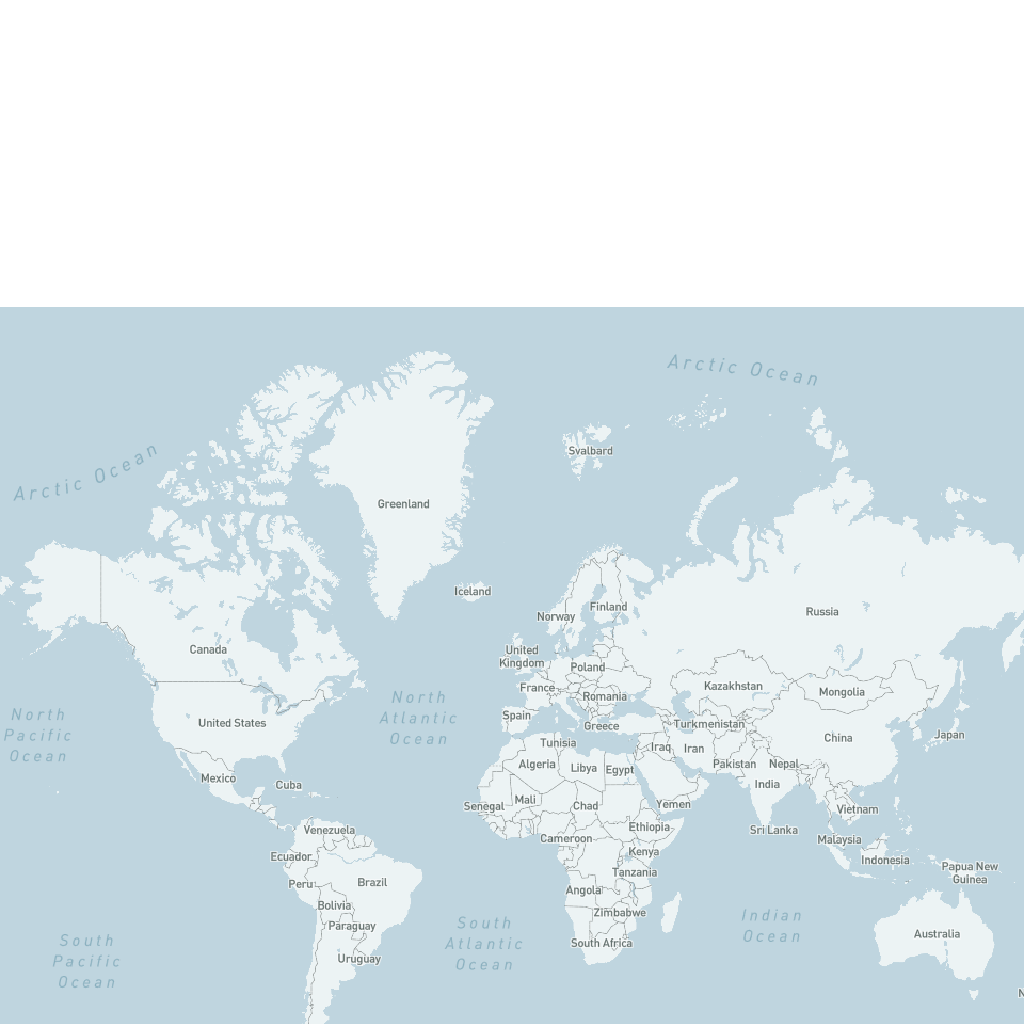 Arctic Ocean
Svalbard
Arctic Ocean
Greenland
Iceland
Finland
Russia
Norway
Canada
United
Kingdom
Poland
Kazakhstan
France
Mongolia
Romania
North
Atlantic
Ocean
North
Pacific
Ocean
Spain
United States
Greece
Turkmenistan
Japan
China
Tunisia
Iraq
Iran
Algeria
Libya
Egypt
Pakistan
Nepal
Mexico
Cuba
India
Mali
Senegal
Chad
Yemen
Vietnam
Venezuela
Ethiopia
Sri Lanka
Cameroon
Malaysia
Kenya
Ecuador
Indonesia
Papua New
Guinea
Tanzania
Peru
Brazil
Angola
Bolivia
Zimbabwe
Paraguay
South
Atlantic
Ocean
Indian
Ocean
Australia
South Africa
South
Pacific
Ocean
Uruguay
N